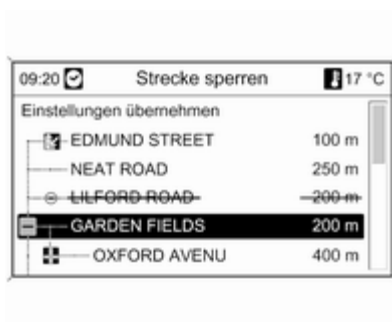 09:20 Strecke sperren 17 °C
Einstellungen übernehmen
EDMUND STREET 100 m
NEAT ROAD 250 m
LILFORD ROAD 200 m
GARDEN FIELDS 200 m
OXFORD AVENU 400 m